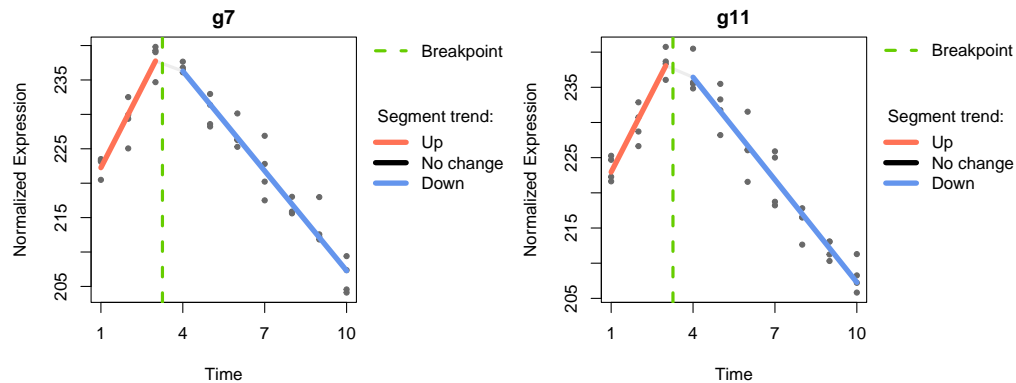 g7
Normalized Expression
235
225
215
205
1 4 7 10
Time
Breakpoint
Segment trend:
Up
No change
Down
g11
Normalized Expression
235
225
215
205
1 4 7 10
Time
Breakpoint
Segment trend:
Up
No change
Down